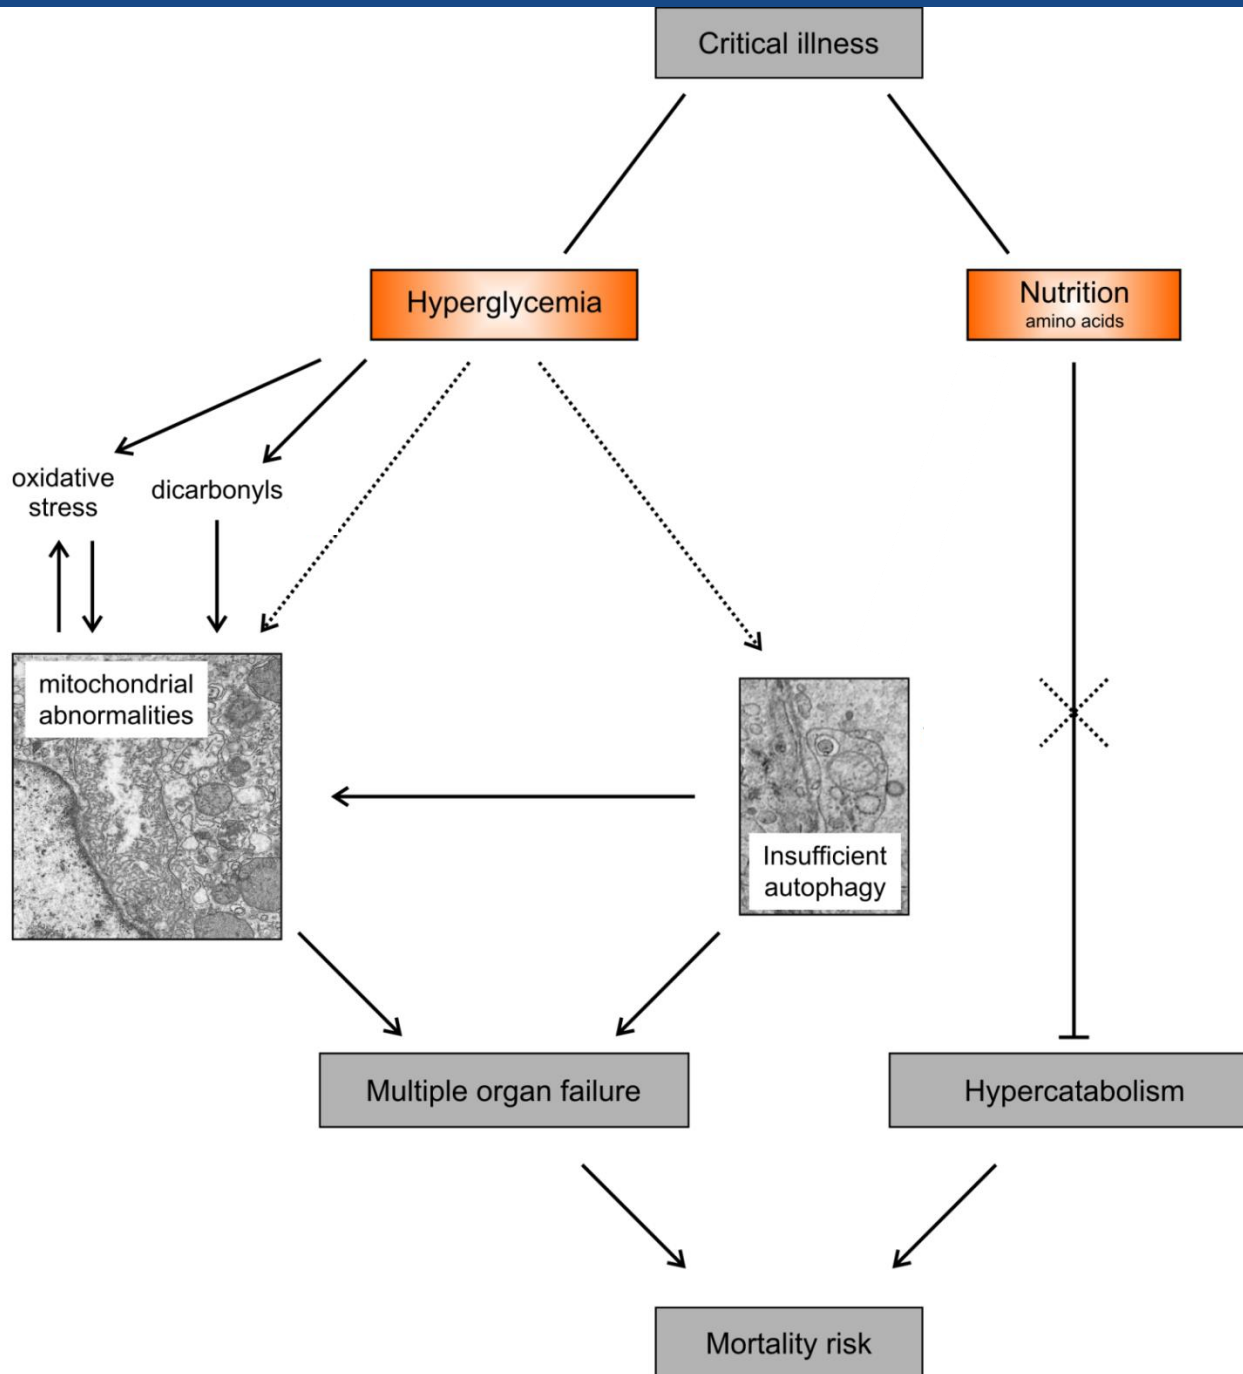 Critical illness
Hyperglycemia
Nutrition
amino acids
oxidative
stress
dicarbonyls
mitochondrial
abnormalities
Insufficient
autophagy
Multiple organ failure
Hypercatabolism
Mortality risk